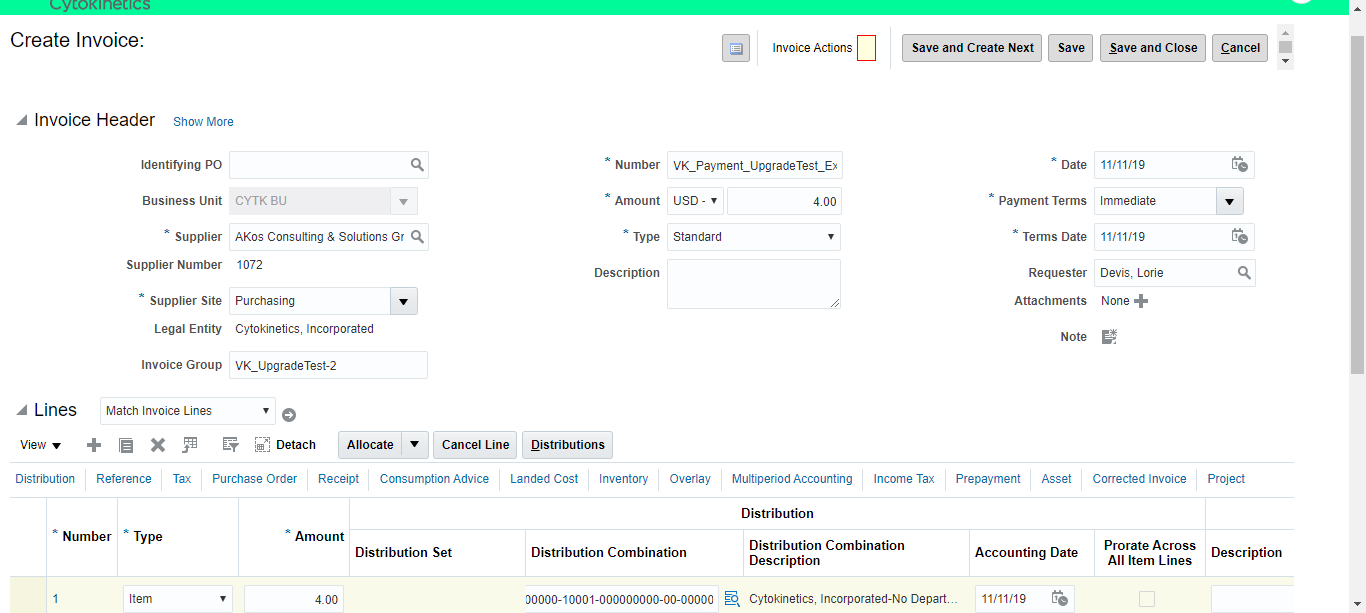 Cytokinetics
Create Invoice:
Invoice Actions
Save and Create Next
Save
Save and Close
Cancel
Invoice Header
Show More
Identifying PO
* Number VK_Payment_UpgradeTest_Ex
* Date 11/11/19
Business Unit CYTK BU
* Amount USD - 4.00
* Payment Terms Immediate
* Supplier AKos Consulting & Solutions Gr
* Type Standard
* Terms Date 11/11/19
Supplier Number 1072
Description
Requester Devis, Lorie
* Supplier Site Purchasing
Attachments None
Legal Entity Cytokinetics, Incorporated
Note
Invoice Group VK_UpgradeTest-2
Lines
Match Invoice Lines
View
Detach
Allocate
Cancel Line
Distributions
Distribution Reference Tax Purchase Order Receipt Consumption Advice Landed Cost Inventory Overlay Multiperiod Accounting Income Tax Prepayment Asset Corrected Invoice Project
* Number
* Type
* Amount
Distribution
Distribution Set
Distribution Combination
Distribution Combination
Description
Accounting Date
Prorate Across
All Item Lines
Description
1 Item 4.00 00000-10001-000000000-00-00000 Cytokinetics, Incorporated-No Depart... 11/11/19